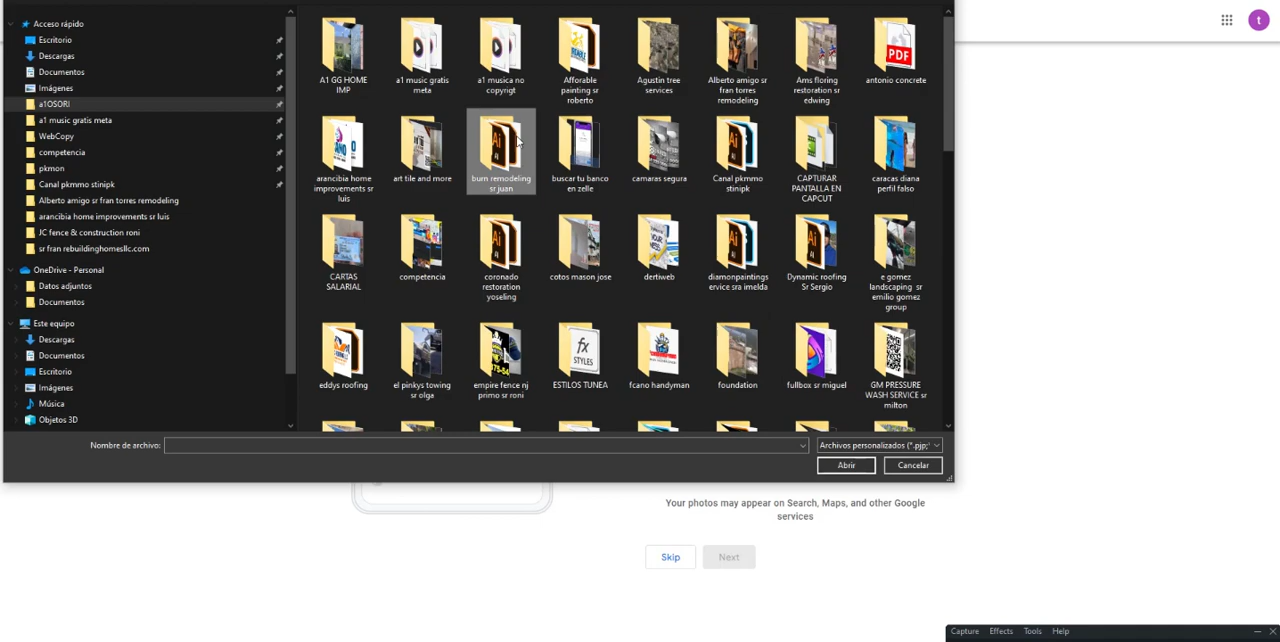 Acceso rápido
Escritorio
Descargas
Documentos
Imágenes
a1OSORI
a1 music gratis meta
WebCopy
competencia
pkmon
Canal pkmmo stinipk
Alberto amigo sr fran torres remodeling
arancibia home improvements sr luis
JC fence & construction roni
sr fran rebuildinghomesllc.com
OneDrive - Personal
Datos adjuntos
Documentos
Este equipo
Descargas
Documentos
Escritorio
Imágenes
Música
Objetos 3D
A1 GG HOME
IMP
a1 music gratis
meta
a1 musica no
copyrigt
Afforable
painting sr
roberto
Agustin tree
services
Alberto amigo sr
fran torres
remodeling
Ams floring
restoration sr
edwing
PDF
antonio concrete
arancibia home
improvements sr
luis
art tile and more
Ai
burn remodeling
sr juan
buscar tu banco
en zelle
camaras segura
Ai
Canal pkmmo
stinipk
CAPTURAR
PANTALLA EN
CAPCUT
caracas diana
perfil falso
CARTAS
SALARIAL
competencia
Ai
coronado
restoration
yoseling
cotos mason jose
dertiweb
Ai
diamonpaintings
ervice sra imelda
Ai
Dynamic roofing
Sr Sergio
e gomez
landscaping sr
emilio gomez
group
eddys roofing
el pinkys towing
sr olga
empire fence nj
primo sr roni
fx
STYLES
ESTILOS TUNEA
fcano handyman
foundation
fullbox sr miguel
GM PRESSURE
WASH SERVICE sr
milton
Nombre de archivo:
Archivos personalizados (*.pjp;*
Abrir
Cancelar
t
Your photos may appear on Search, Maps, and other Google
services
Skip
Next
Capture
Effects
Tools
Help